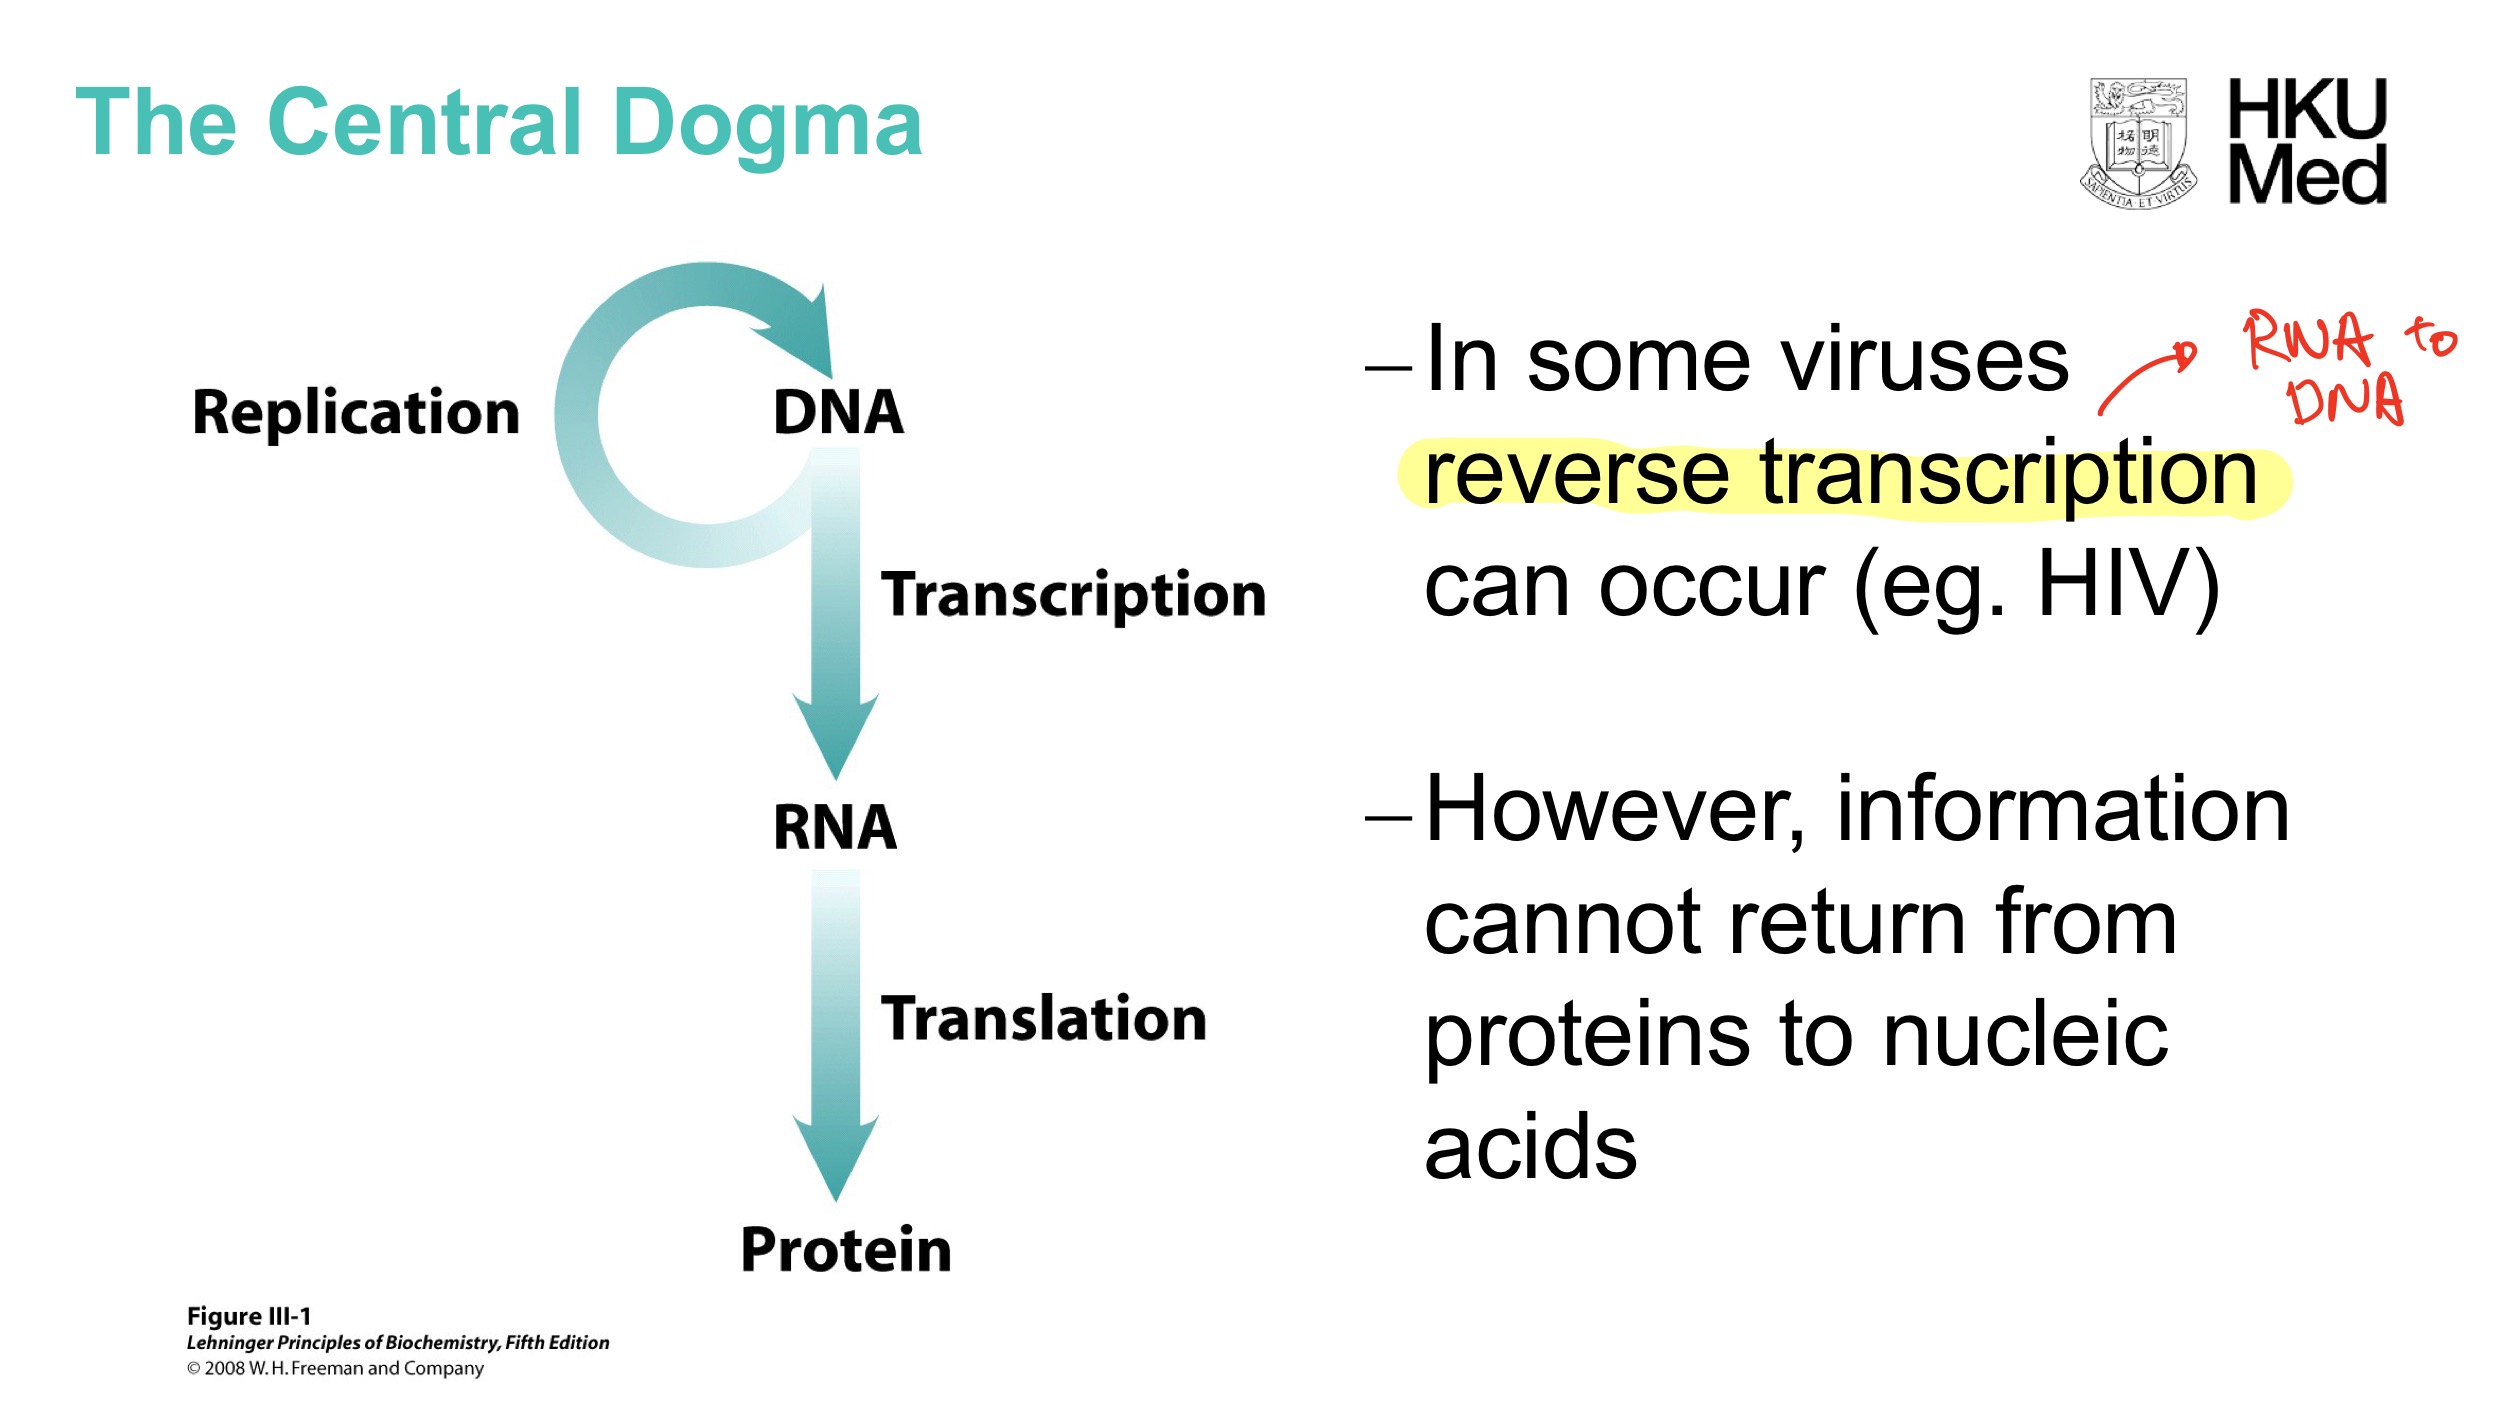 The Central Dogma
HKU
Med
明德
格物
SAPIENTIA·ET·VIRTUS
Replication
DNA
Transcription
RNA
Translation
Protein
– In some viruses
reverse transcription
can occur (eg. HIV)
RNA to
DNA
– However, information
cannot return from
proteins to nucleic
acids
Figure III-1
Lehninger Principles of Biochemistry, Fifth Edition
© 2008 W. H. Freeman and Company